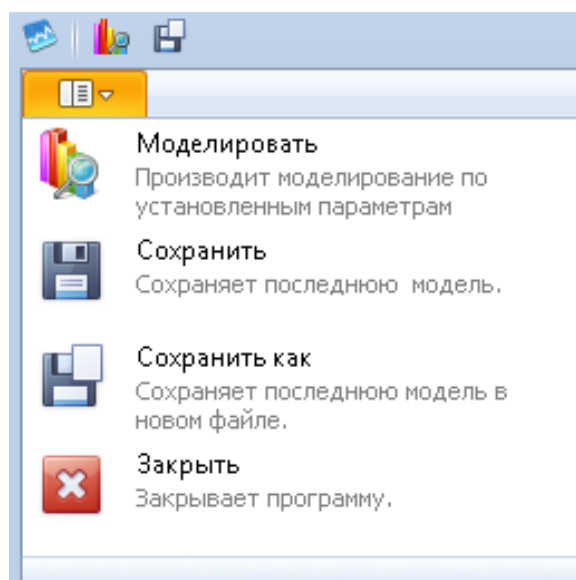 Моделировать
Производит моделирование по
установленным параметрам
Сохранить
Сохраняет последнюю модель.
Сохранить как
Сохраняет последнюю модель в
новом файле.
Закрыть
Закрывает программу.